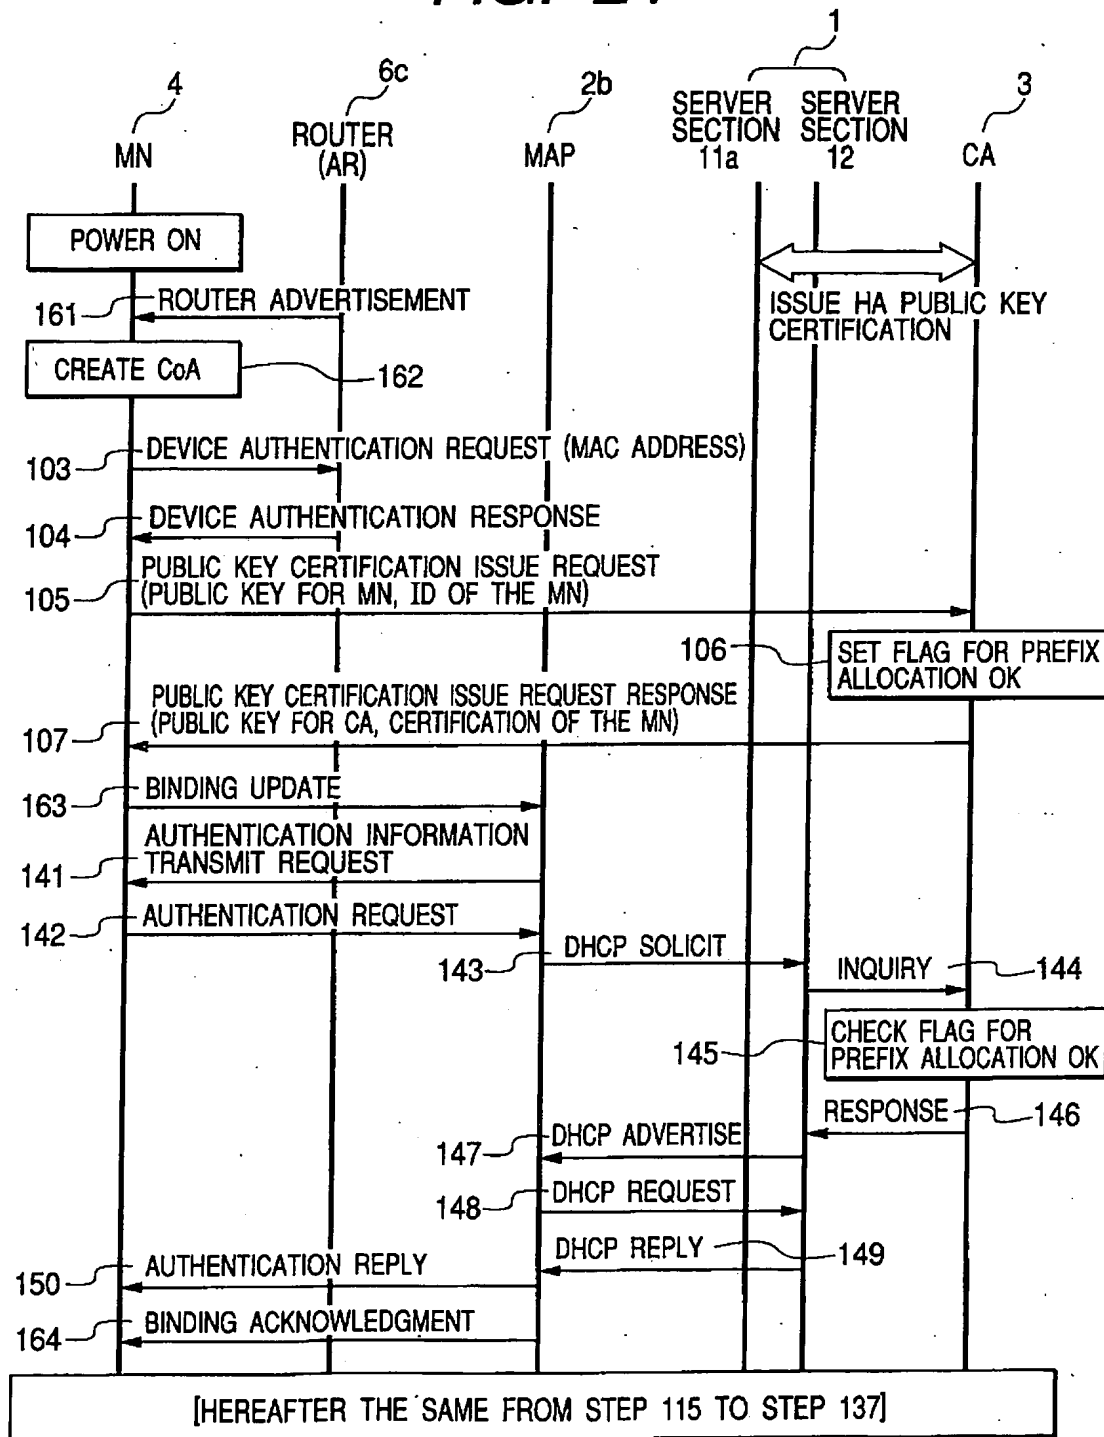 1
4
6c
2b
3
MN
ROUTER
(AR)
MAP
SERVER
SECTION
11a
SERVER
SECTION
12
CA
POWER ON
ISSUE HA PUBLIC KEY
CERTIFICATION
161
ROUTER ADVERTISEMENT
CREATE CoA
162
103
DEVICE AUTHENTICATION REQUEST (MAC ADDRESS)
104
DEVICE AUTHENTICATION RESPONSE
105
PUBLIC KEY CERTIFICATION ISSUE REQUEST
(PUBLIC KEY FOR MN, ID OF THE MN)
106
SET FLAG FOR PREFIX
ALLOCATION OK
107
PUBLIC KEY CERTIFICATION ISSUE REQUEST RESPONSE
(PUBLIC KEY FOR CA, CERTIFICATION OF THE MN)
163
BINDING UPDATE
141
AUTHENTICATION INFORMATION
TRANSMIT REQUEST
142
AUTHENTICATION REQUEST
143
DHCP SOLICIT
INQUIRY
144
145
CHECK FLAG FOR
PREFIX ALLOCATION OK
RESPONSE
146
147
DHCP ADVERTISE
148
DHCP REQUEST
DHCP REPLY
149
150
AUTHENTICATION REPLY
164
BINDING ACKNOWLEDGMENT
[HEREAFTER THE SAME FROM STEP 115 TO STEP 137]